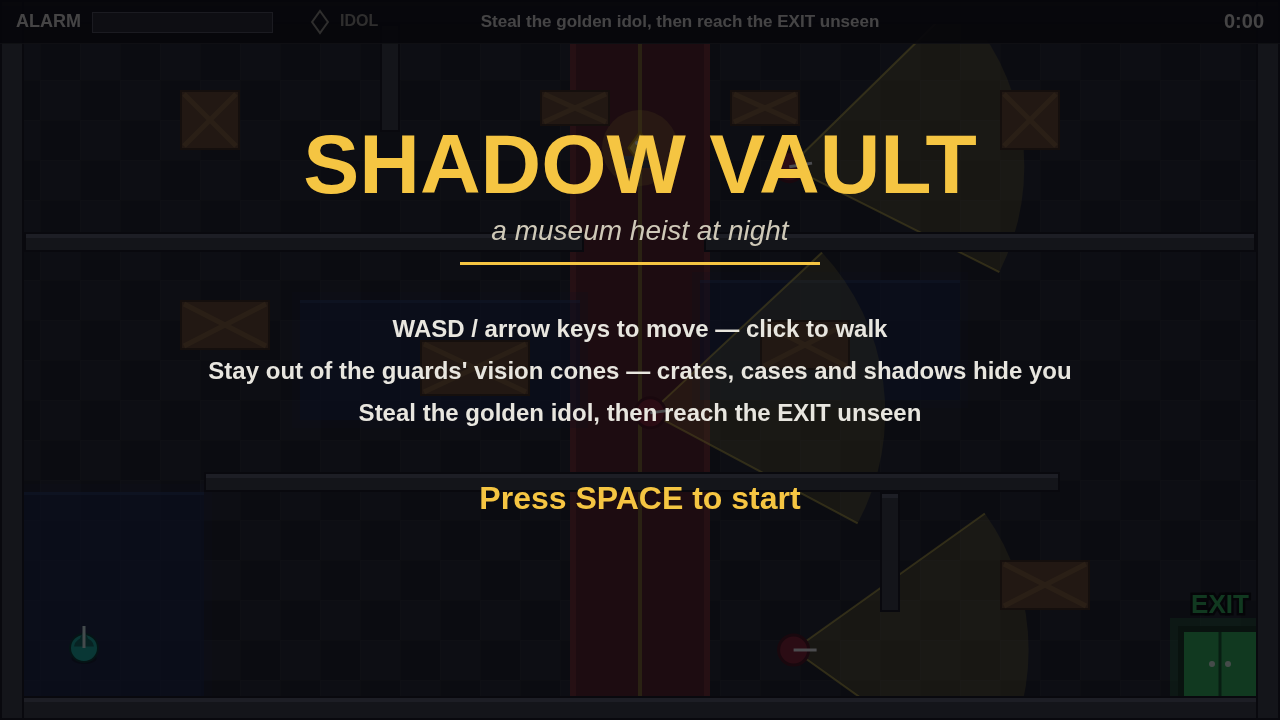 ALARM
IDOL
Steal the golden idol, then reach the EXIT unseen
0:00
SHADOW VAULT
a museum heist at night
WASD / arrow keys to move — click to walk
Stay out of the guards' vision cones — crates, cases and shadows hide you
Steal the golden idol, then reach the EXIT unseen
Press SPACE to start
EXIT